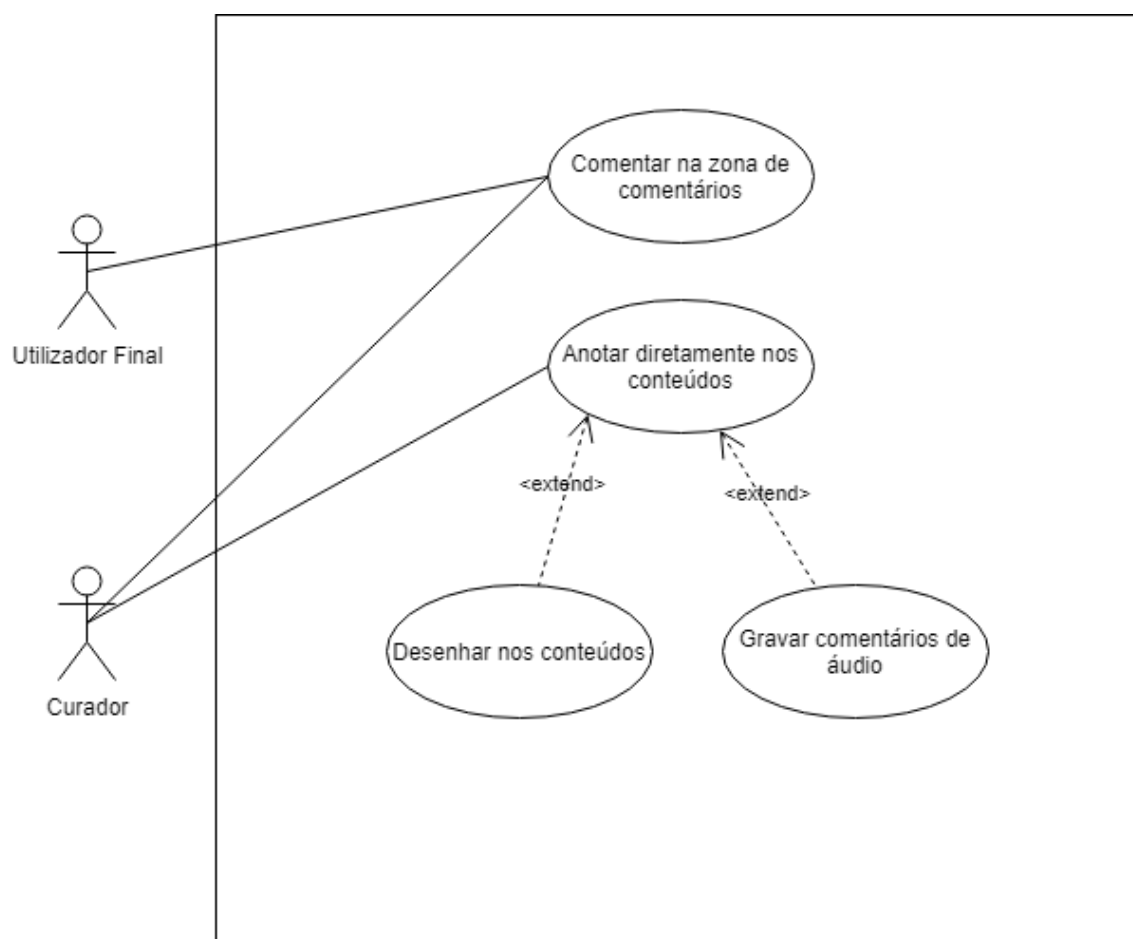 Comentar na zona de
comentários
Utilizador Final
Anotar diretamente nos
conteúdos
<extend>
<extend>
Desenhar nos conteúdos
Gravar comentários de
áudio
Curador